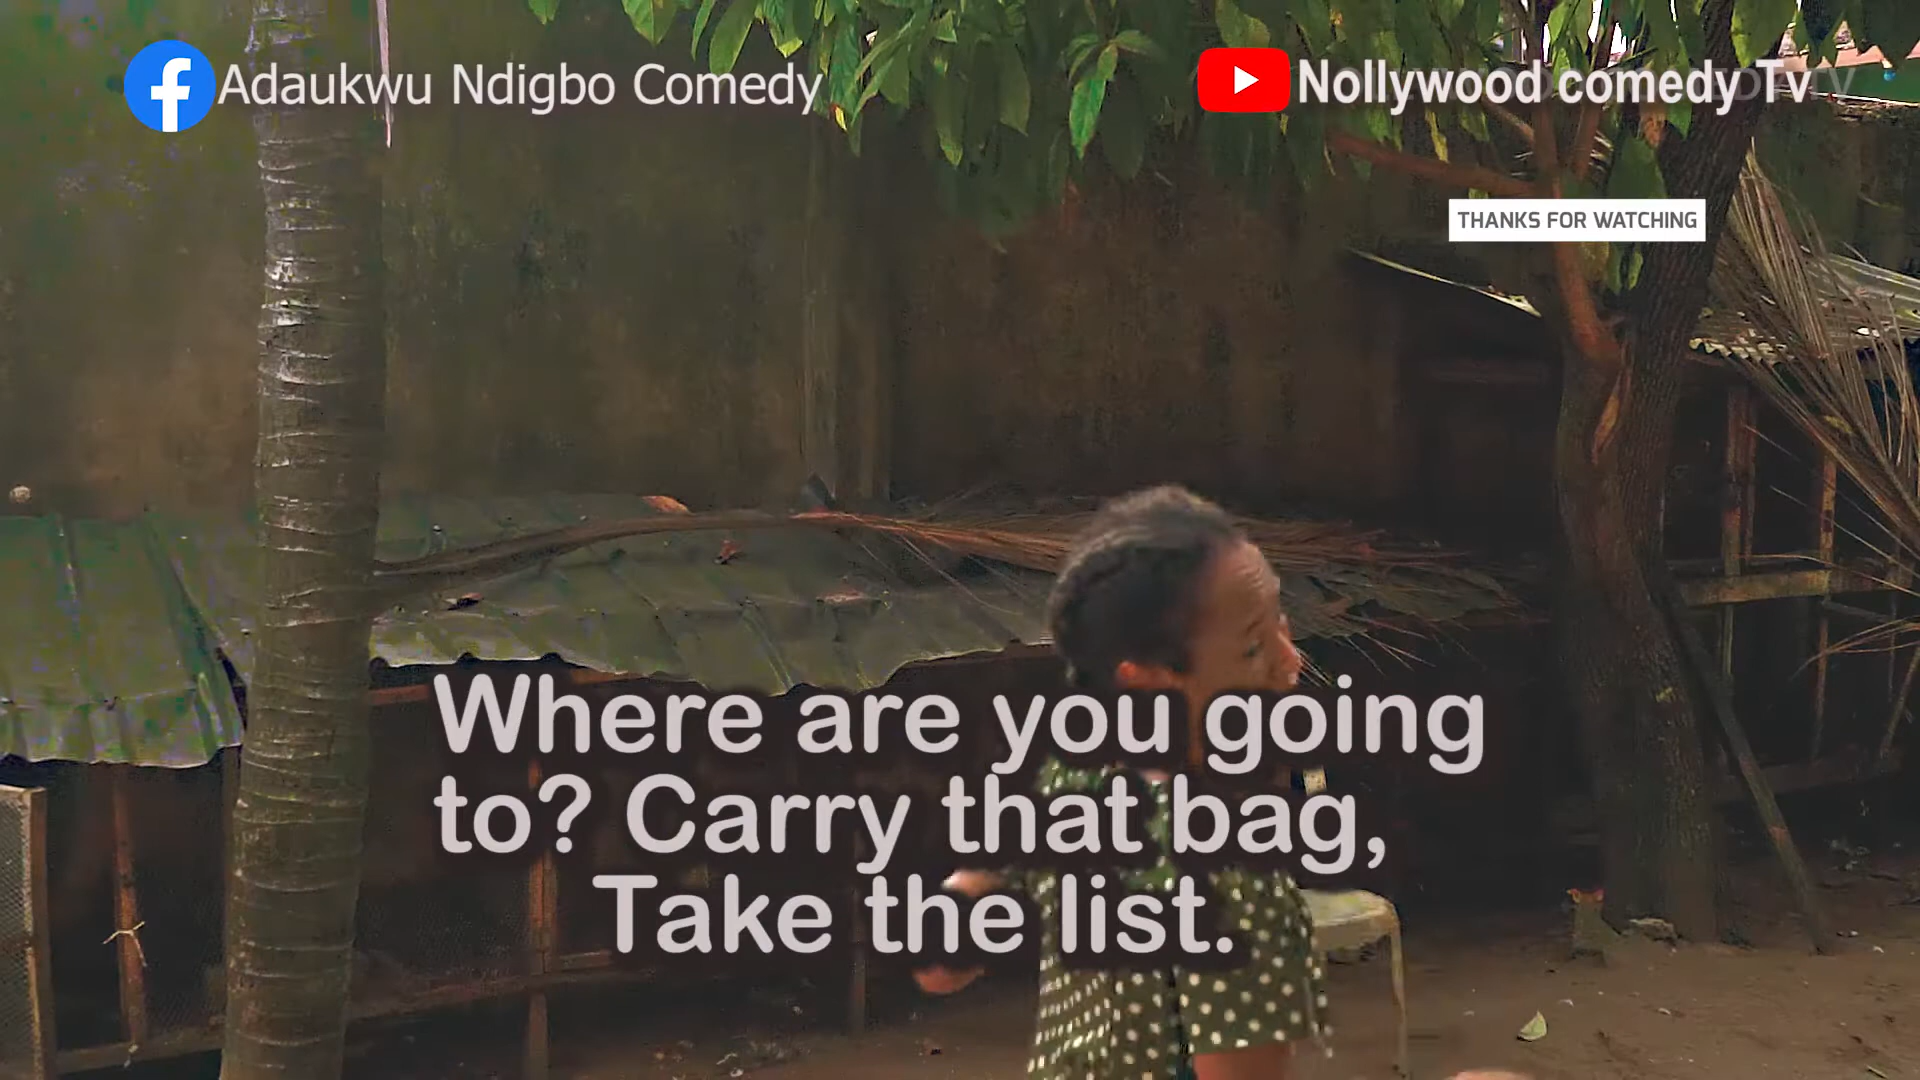 Adaukwu Ndigbo Comedy
Nollywood comedy Tv
THANKS FOR WATCHING
Where are you going
to? Carry that bag,
Take the list.